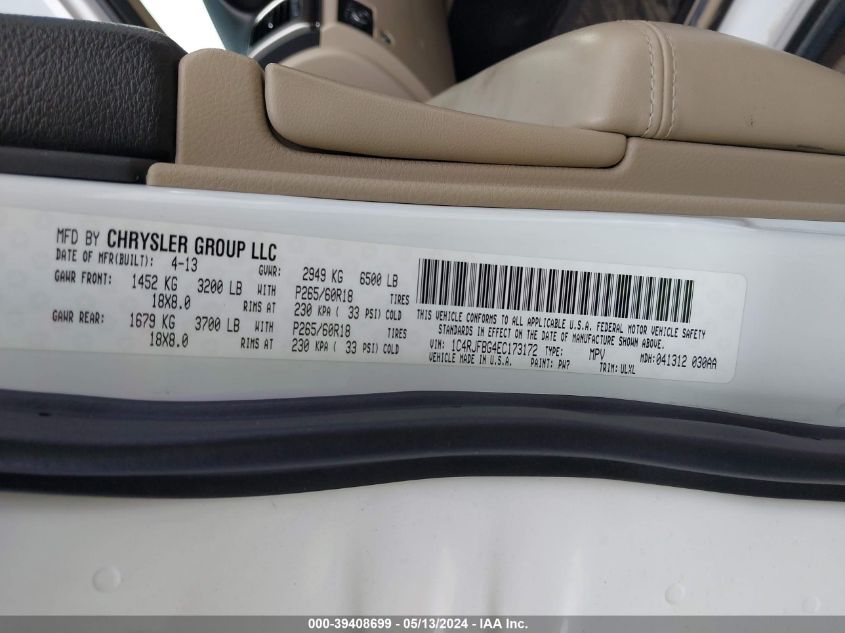 MFD BY CHRYSLER GROUP LLC
DATE OF MFR(BUILT): 4-13 GVWR: 2949 KG 6500 LB
GAWR FRONT: 1452 KG 3200 LB WITH P265/60R18 TIRES
18X8.0 RIMS AT 230 KPA ( 33 PSI) COLD
GAWR REAR: 1679 KG 3700 LB WITH P265/60R18 TIRES
18X8.0 RIMS AT 230 KPA ( 33 PSI) COLD
THIS VEHICLE CONFORMS TO ALL APPLICABLE U.S.A. FEDERAL MOTOR VEHICLE SAFETY
STANDARDS IN EFFECT ON THE DATE OF MANUFACTURE SHOWN ABOVE.
VIN: 1C4RJFBG4EC173172 TYPE: MPV MDH: 041312 030AA
VEHICLE MADE IN U.S.A. PAINT: PW7 TRIM: ULXL
000-39408699 - 05/13/2024 - IAA Inc.